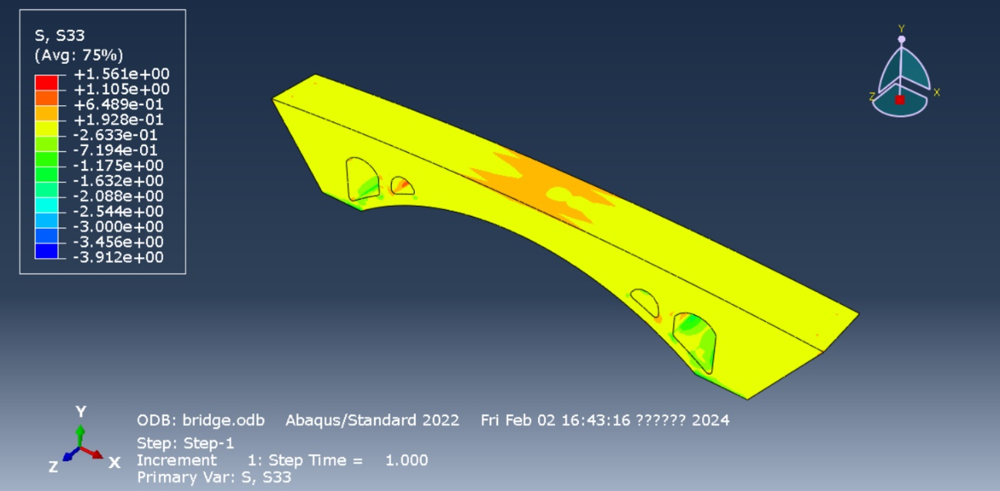 S, S33
(Avg: 75%)
+1.561e+00
+1.105e+00
+6.489e-01
+1.928e-01
-2.633e-01
-7.194e-01
-1.175e+00
-1.632e+00
-2.088e+00
-2.544e+00
-3.000e+00
-3.456e+00
-3.912e+00
Y
Z X
Y
Z X
ODB: bridge.odb Abaqus/Standard 2022 Fri Feb 02 16:43:16 ?????? 2024
Step: Step-1
Increment 1: Step Time = 1.000
Primary Var: S, S33